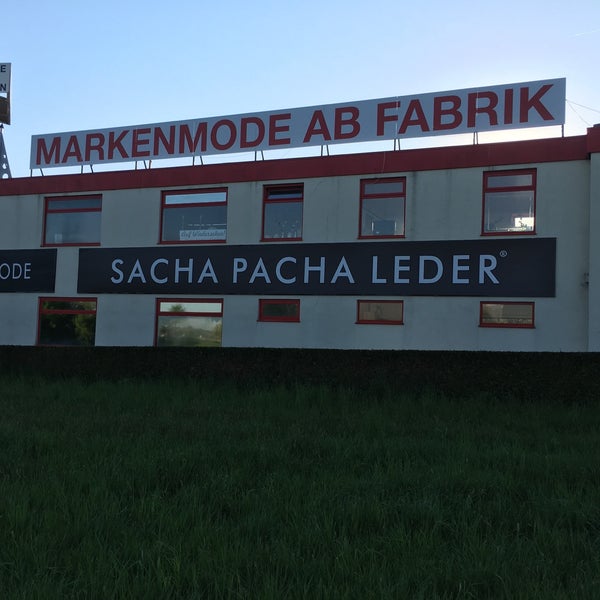 E
N
MARKENMODE AB FABRIK
ODE
SACHA PACHA LEDER®